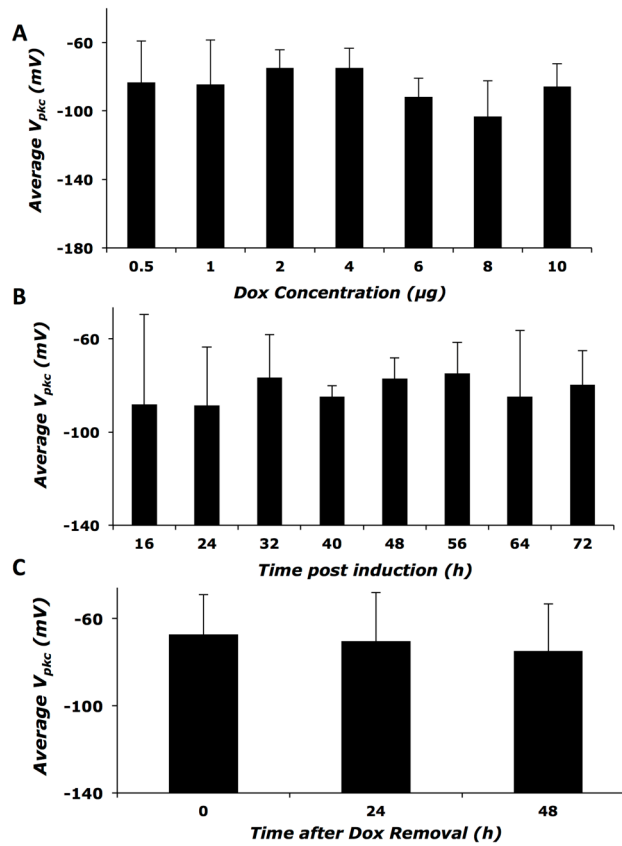 A
-60
-100
-140
-180
Average Vpkc (mV)
0.5 1 2 4 6 8 10
Dox Concentration (µg)
B
-60
-100
-140
Average Vpkc (mV)
16 24 32 40 48 56 64 72
Time post induction (h)
C
-60
-100
-140
Average Vpkc (mV)
0 24 48
Time after Dox Removal (h)